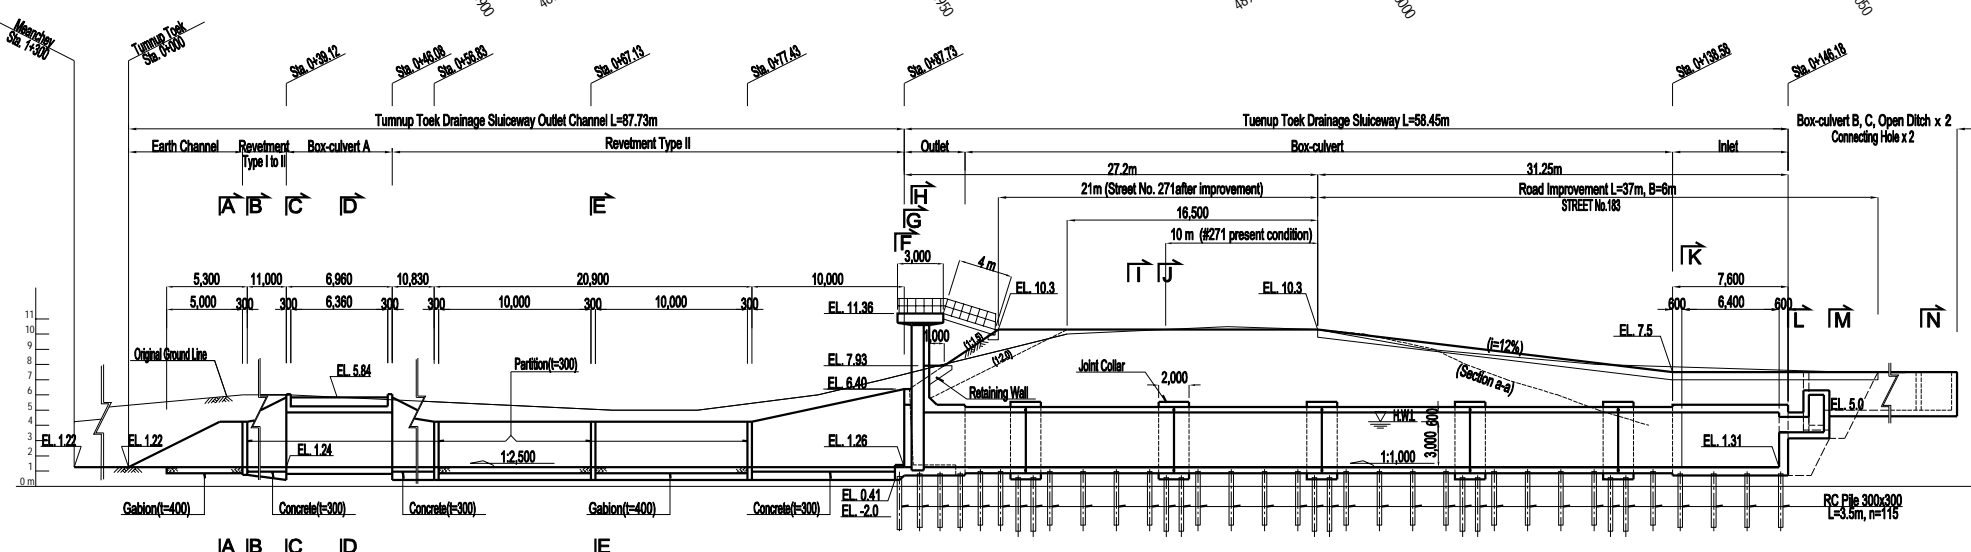 900
950
000
050
Meanchey
Sta. 1+300
Tumnup Toek
Sta. 0+000
Sta. 0+39.12
Sta. 0+46.08
Sta. 0+56.83
Sta. 0+67.13
Sta. 0+77.43
Sta. 0+87.73
Sta. 0+138.58
Sta. 0+146.18
Tumnup Toek Drainage Sluiceway Outlet Channel L=87.73m
Tuenup Toek Drainage Sluiceway L=58.45m
Box-culvert B, C, Open Ditch x 2
Connecting Hole x 2
Earth Channel
Revetment
Type I to II
Box-culvert A
Revetment Type II
Outlet
Box-culvert
Inlet
27.2m
31.25m
21m (Street No. 271after improvement)
Road Improvement L=37m, B=6m
STREET No.183
A
B
C
D
E
H
G
F
16,500
10 m (#271 present condition)
I
J
K
3,000
4 m
5,300
11,000
6,960
10,830
20,900
10,000
7,600
5,000
300
300
6,360
300
300
10,000
300
10,000
300
600
6,400
600
EL. 10.3
EL. 10.3
EL. 11.36
L
M
N
11
10
9
8
7
6
5
4
3
2
1
0 m
1,000
(1:1.5)
(1:2.0)
EL. 7.5
(i=12%)
(Section a-a)
Original Ground Line
Partition(t=300)
EL. 5.84
EL. 7.93
EL. 6.40
Joint Collar
2,000
Retaining Wall
H.W.L
600
3,000
EL. 5.0
EL. 1.22
EL. 1.22
EL. 1.24
1:2,500
EL. 1.26
1:1,000
EL. 1.31
EL. 0.41
EL. -2.0
Gabion(t=400)
Concrete(t=300)
Concrete(t=300)
Gabion(t=400)
Concrete(t=300)
RC Pile 300x300
L=3.5m, n=115
A
B
C
D
E